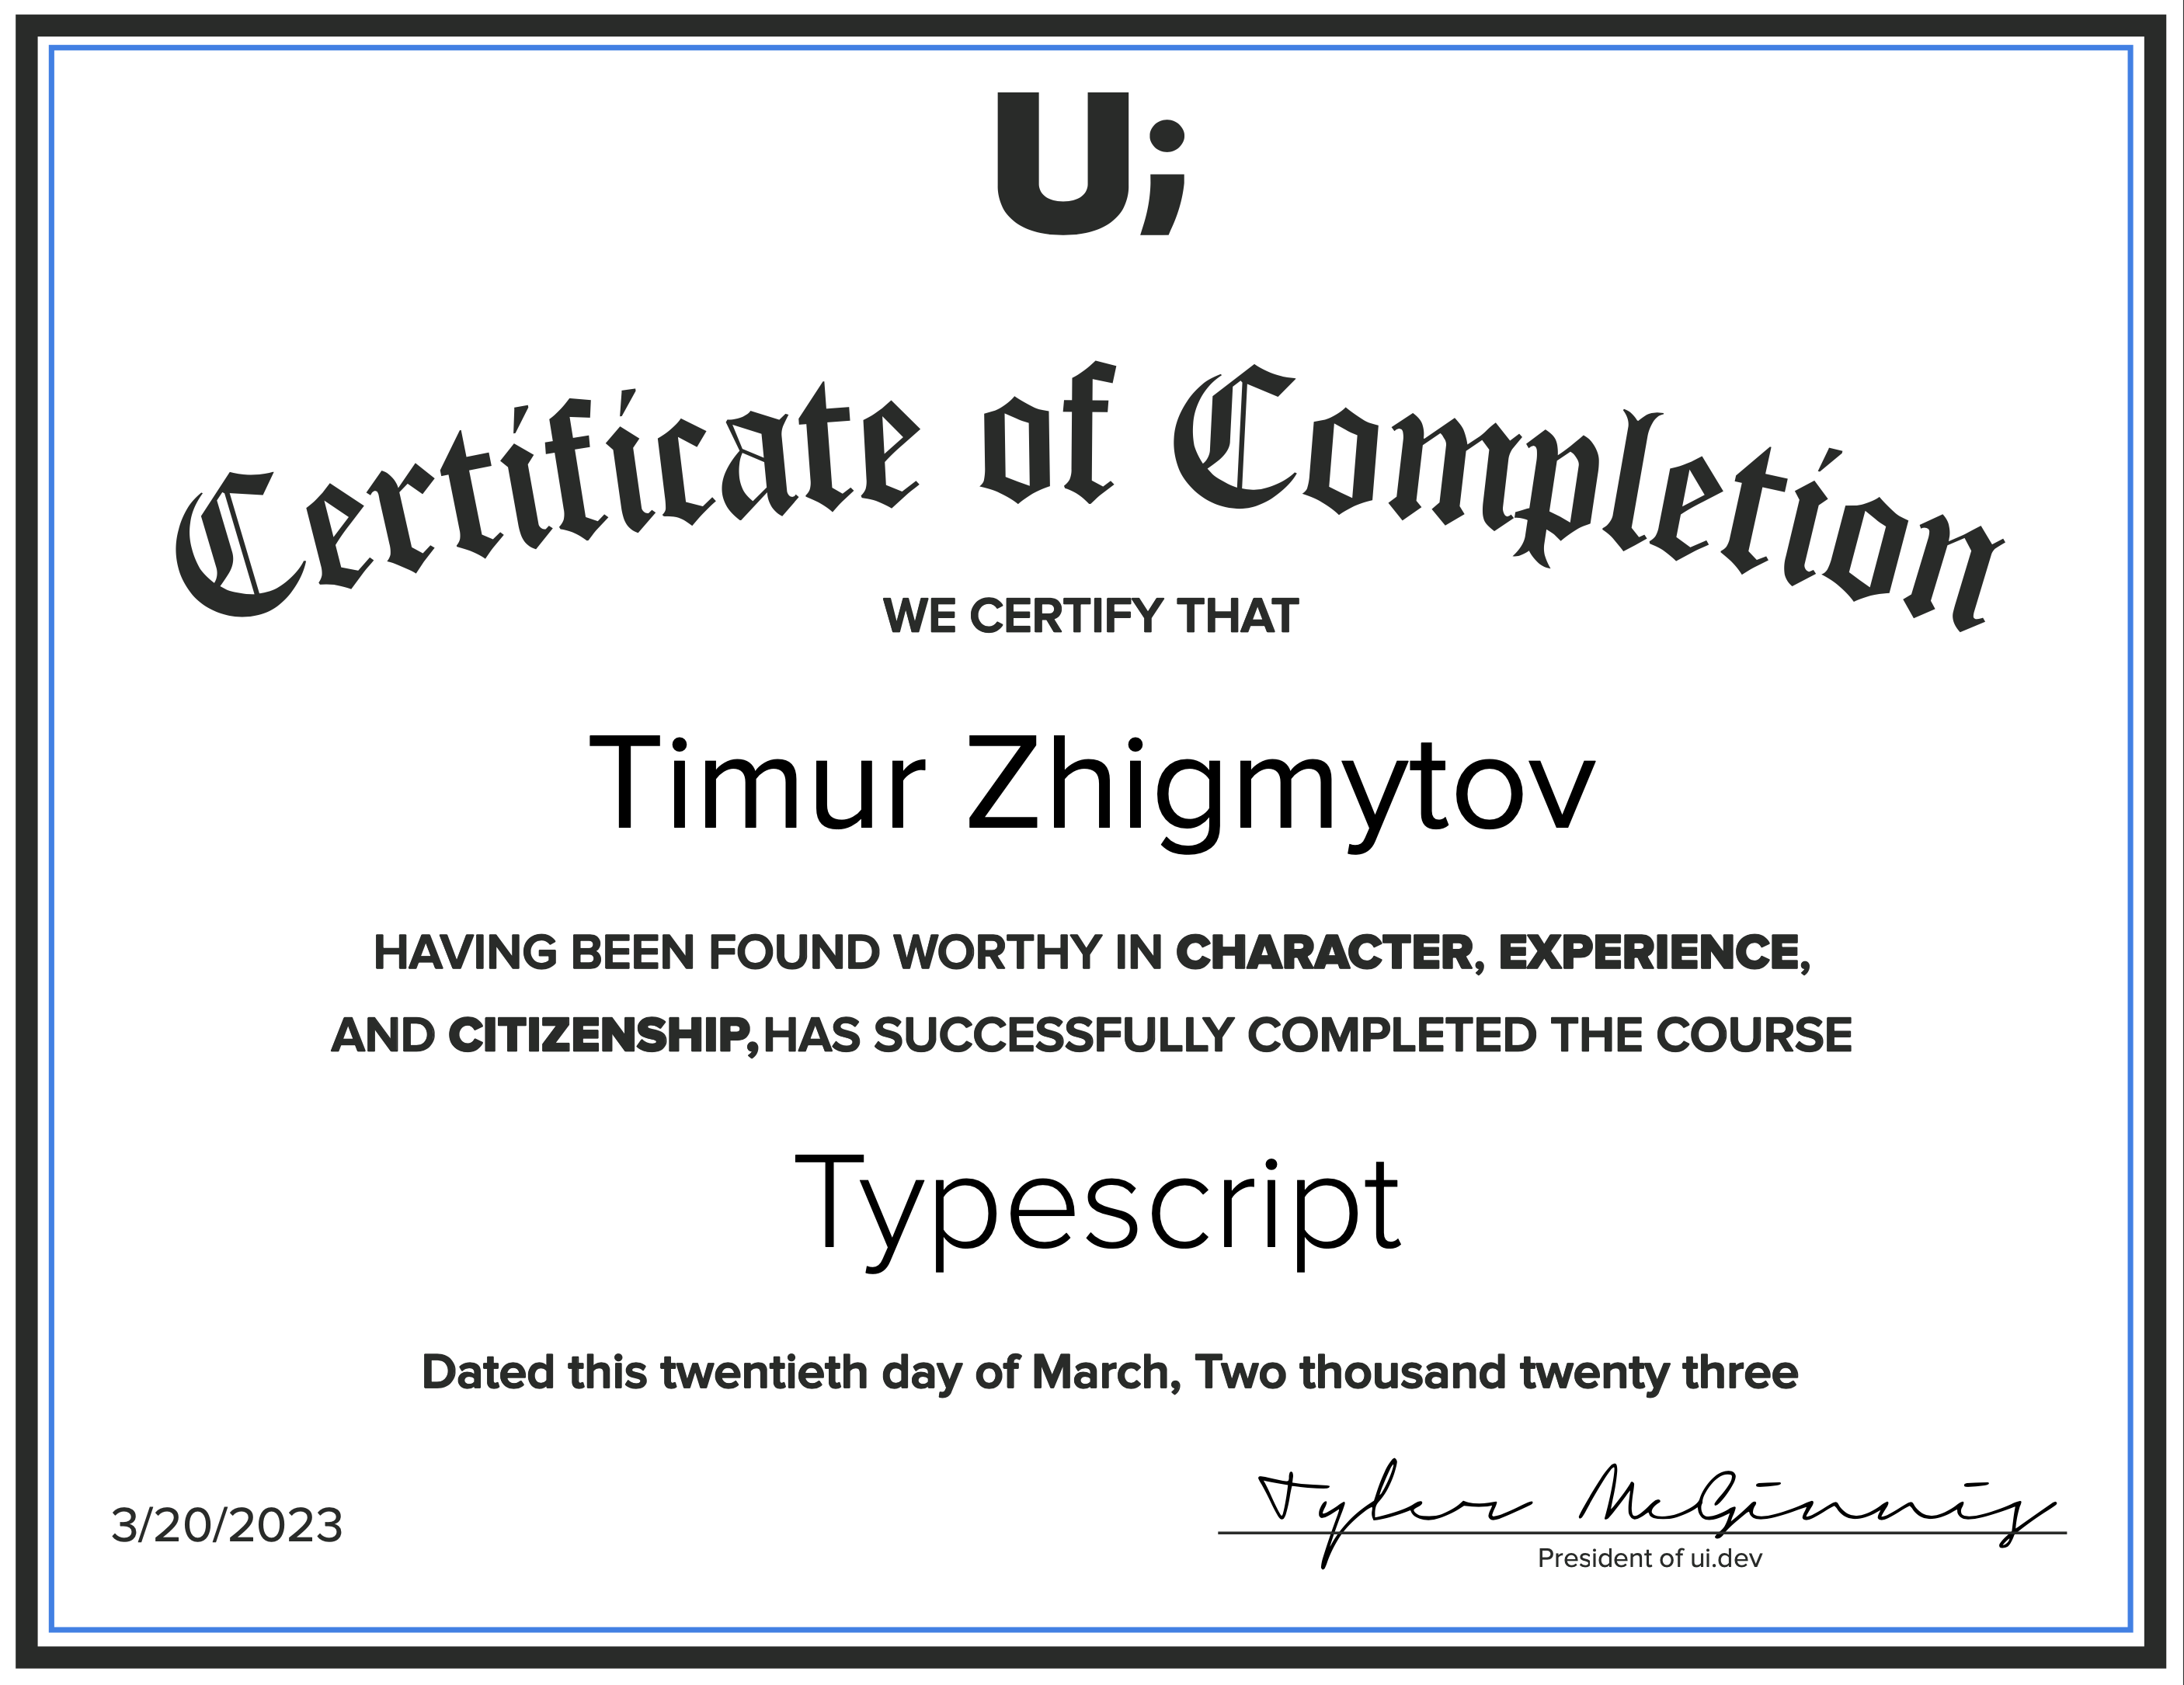 U;
Certificate of Completion
WE CERTIFY THAT
Timur Zhigmytov
HAVING BEEN FOUND WORTHY IN CHARACTER, EXPERIENCE,
AND CITIZENSHIP, HAS SUCCESSFULLY COMPLETED THE COURSE
Typescript
Dated this twentieth day of March, Two thousand twenty three
3/20/2023
Tyler McGinnis
President of ui.dev